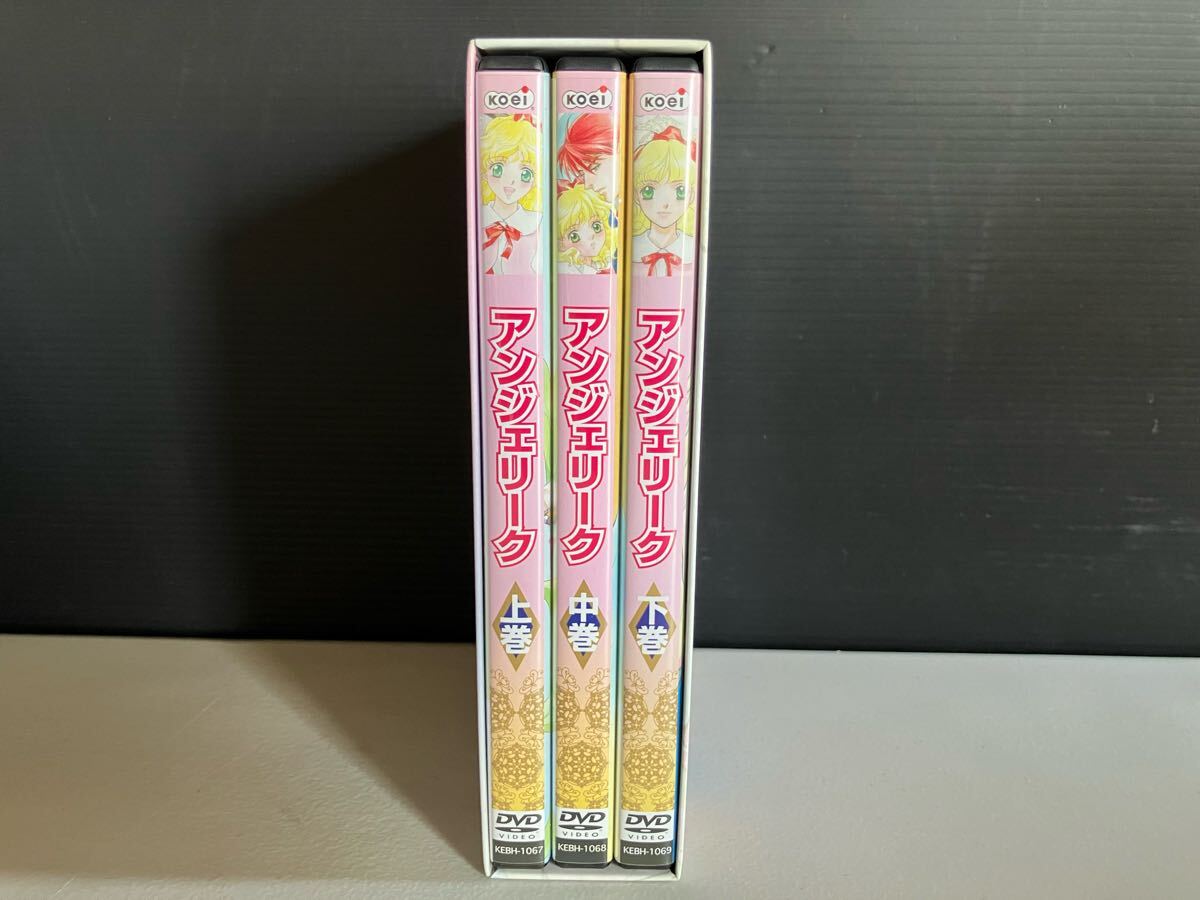 KOEI
アンジェリーク
上巻
DVD
VIDEO
KEBH-1067
KOEI
アンジェリーク
中巻
DVD
VIDEO
KEBH-1068
KOEI
アンジェリーク
下巻
DVD
VIDEO
KEBH-1069